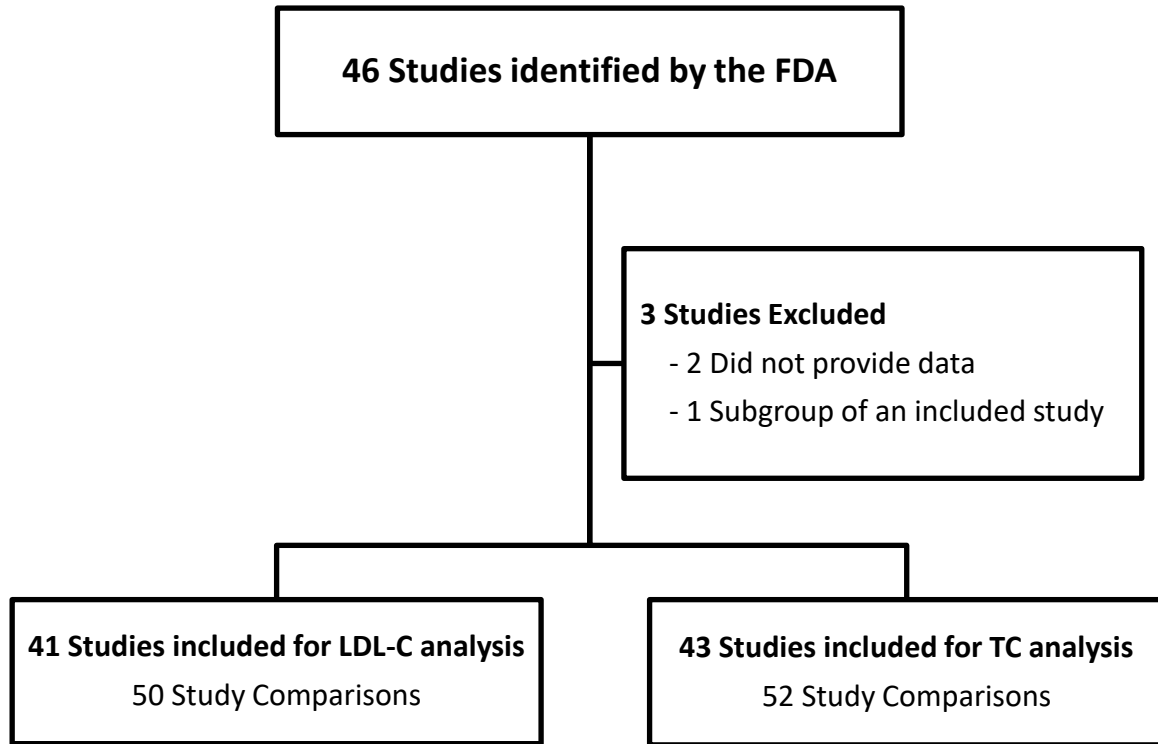 46 Studies identified by the FDA
3 Studies Excluded
- 2 Did not provide data
- 1 Subgroup of an included study
41 Studies included for LDL-C analysis
50 Study Comparisons
43 Studies included for TC analysis
52 Study Comparisons